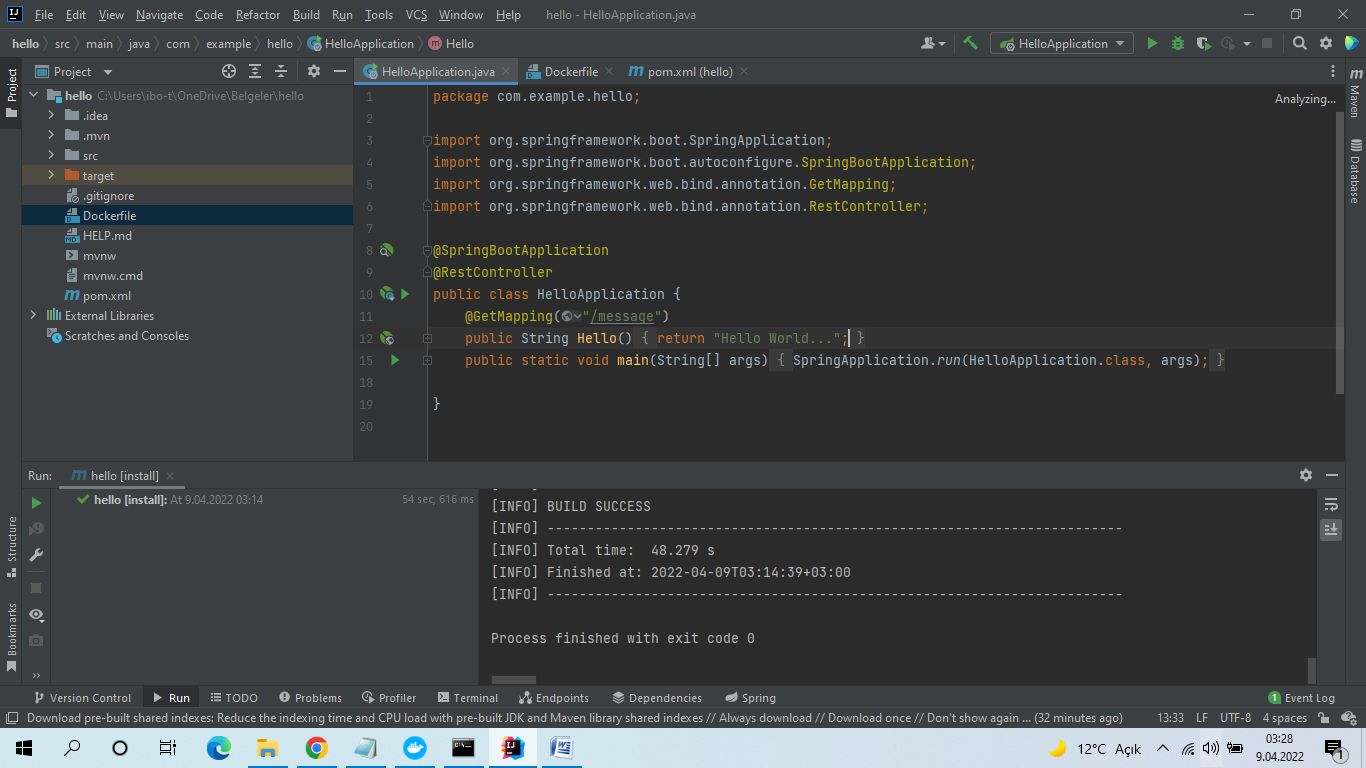 File Edit View Navigate Code Refactor Build Run Tools VCS Window Help hello - HelloApplication.java
hello src main java com example hello HelloApplication m Hello HelloApplication
Project
Project
HelloApplication.java Dockerfile pom.xml (hello)
Maven
Database
hello C:\Users\ibo-t\OneDrive\Belgeler\hello
.idea
.mvn
src
target
.gitignore
Dockerfile
HELP.md
mvnw
mvnw.cmd
pom.xml
External Libraries
Scratches and Consoles
Analyzing...
1 package com.example.hello;
2
3 import org.springframework.boot.SpringApplication;
4 import org.springframework.boot.autoconfigure.SpringBootApplication;
5 import org.springframework.web.bind.annotation.GetMapping;
6 import org.springframework.web.bind.annotation.RestController;
7
8 @SpringBootApplication
9 @RestController
10 public class HelloApplication {
11 @GetMapping("/message")
12 public String Hello() { return "Hello World..."; }
15 public static void main(String[] args) { SpringApplication.run(HelloApplication.class, args); }
18
19 }
20
Run: hello [install]
hello [install]: At 9.04.2022 03:14 54 sec, 616 ms
Structure
Bookmarks
[INFO] BUILD SUCCESS
[INFO] ------------------------------------------------------------------------
[INFO] Total time:  48.279 s
[INFO] Finished at: 2022-04-09T03:14:39+03:00
[INFO] ------------------------------------------------------------------------
Process finished with exit code 0
Version Control Run TODO Problems Profiler Terminal Endpoints Dependencies Spring 1 Event Log
Download pre-built shared indexes: Reduce the indexing time and CPU load with pre-built JDK and Maven library shared indexes // Always download // Download once // Don't show again ... (32 minutes ago) 13:33 LF UTF-8 4 spaces
12°C Açık 03:28
9.04.2022
1